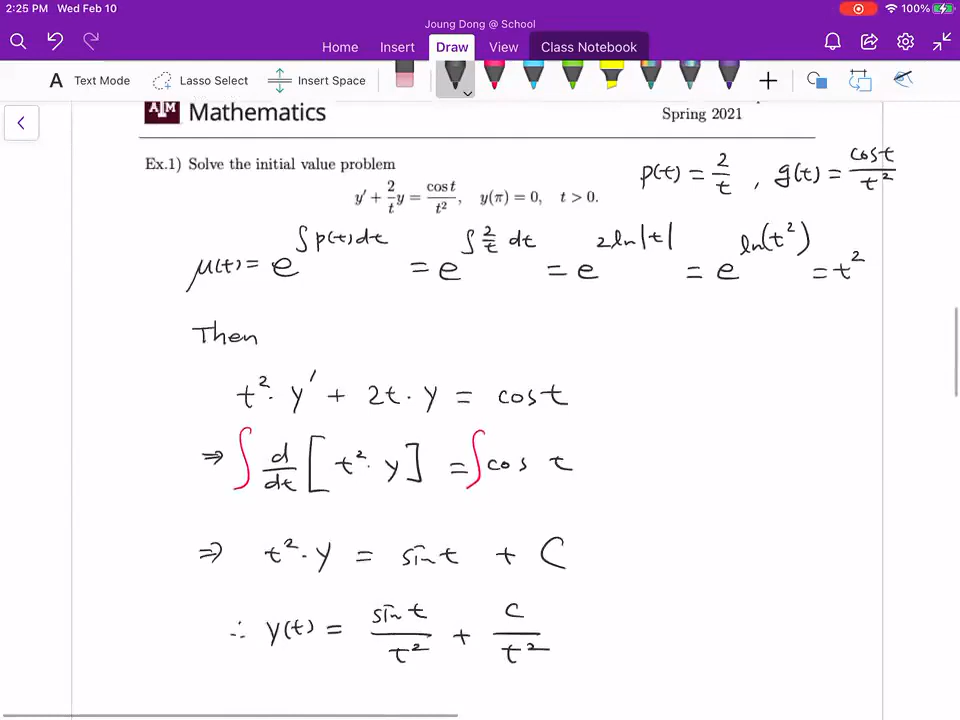 2:25 PM Wed Feb 10 100%
Joung Dong @ School
Home Insert Draw View Class Notebook
A Text Mode Lasso Select Insert Space
ĀM Mathematics
Spring 2021
Ex.1) Solve the initial value problem
y′ + 2/t y = cos t/t², y(π) = 0, t > 0.
p(t) = 2/t , g(t) = cos t/t²
μ(t) = e^∫p(t)dt = e^∫2/t dt = e^2ln|t| = e^ln(t²) = t²
Then
t²·y′ + 2t·y = cos t
⇒ ∫ d/dt [t²·y] = ∫cos t
⇒ t²·y = sin t + C
∴ y(t) = sin t/t² + C/t²